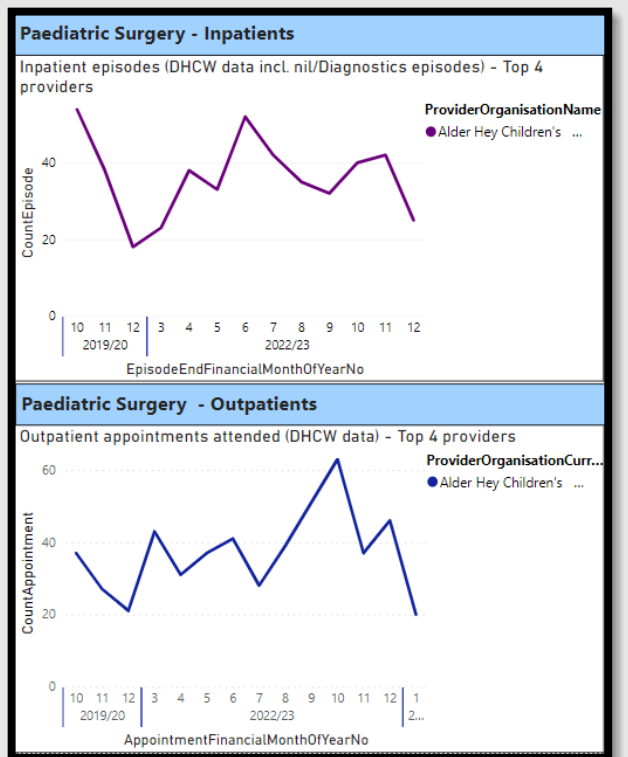 Paediatric Surgery - Inpatients
Inpatient episodes (DHCW data incl. nil/Diagnostics episodes) - Top 4
providers
ProviderOrganisationName
Alder Hey Children's ...
CountEpisode
40
20
0
10 11 12 3 4 5 6 7 8 9 10 11 12
2019/20 2022/23
EpisodeEndFinancialMonthOfYearNo
Paediatric Surgery - Outpatients
Outpatient appointments attended (DHCW data) - Top 4 providers
ProviderOrganisationCurr...
Alder Hey Children's ...
CountAppointment
60
40
20
0
10 11 12 3 4 5 6 7 8 9 10 11 12 1
2019/20 2022/23 2...
AppointmentFinancialMonthOfYearNo